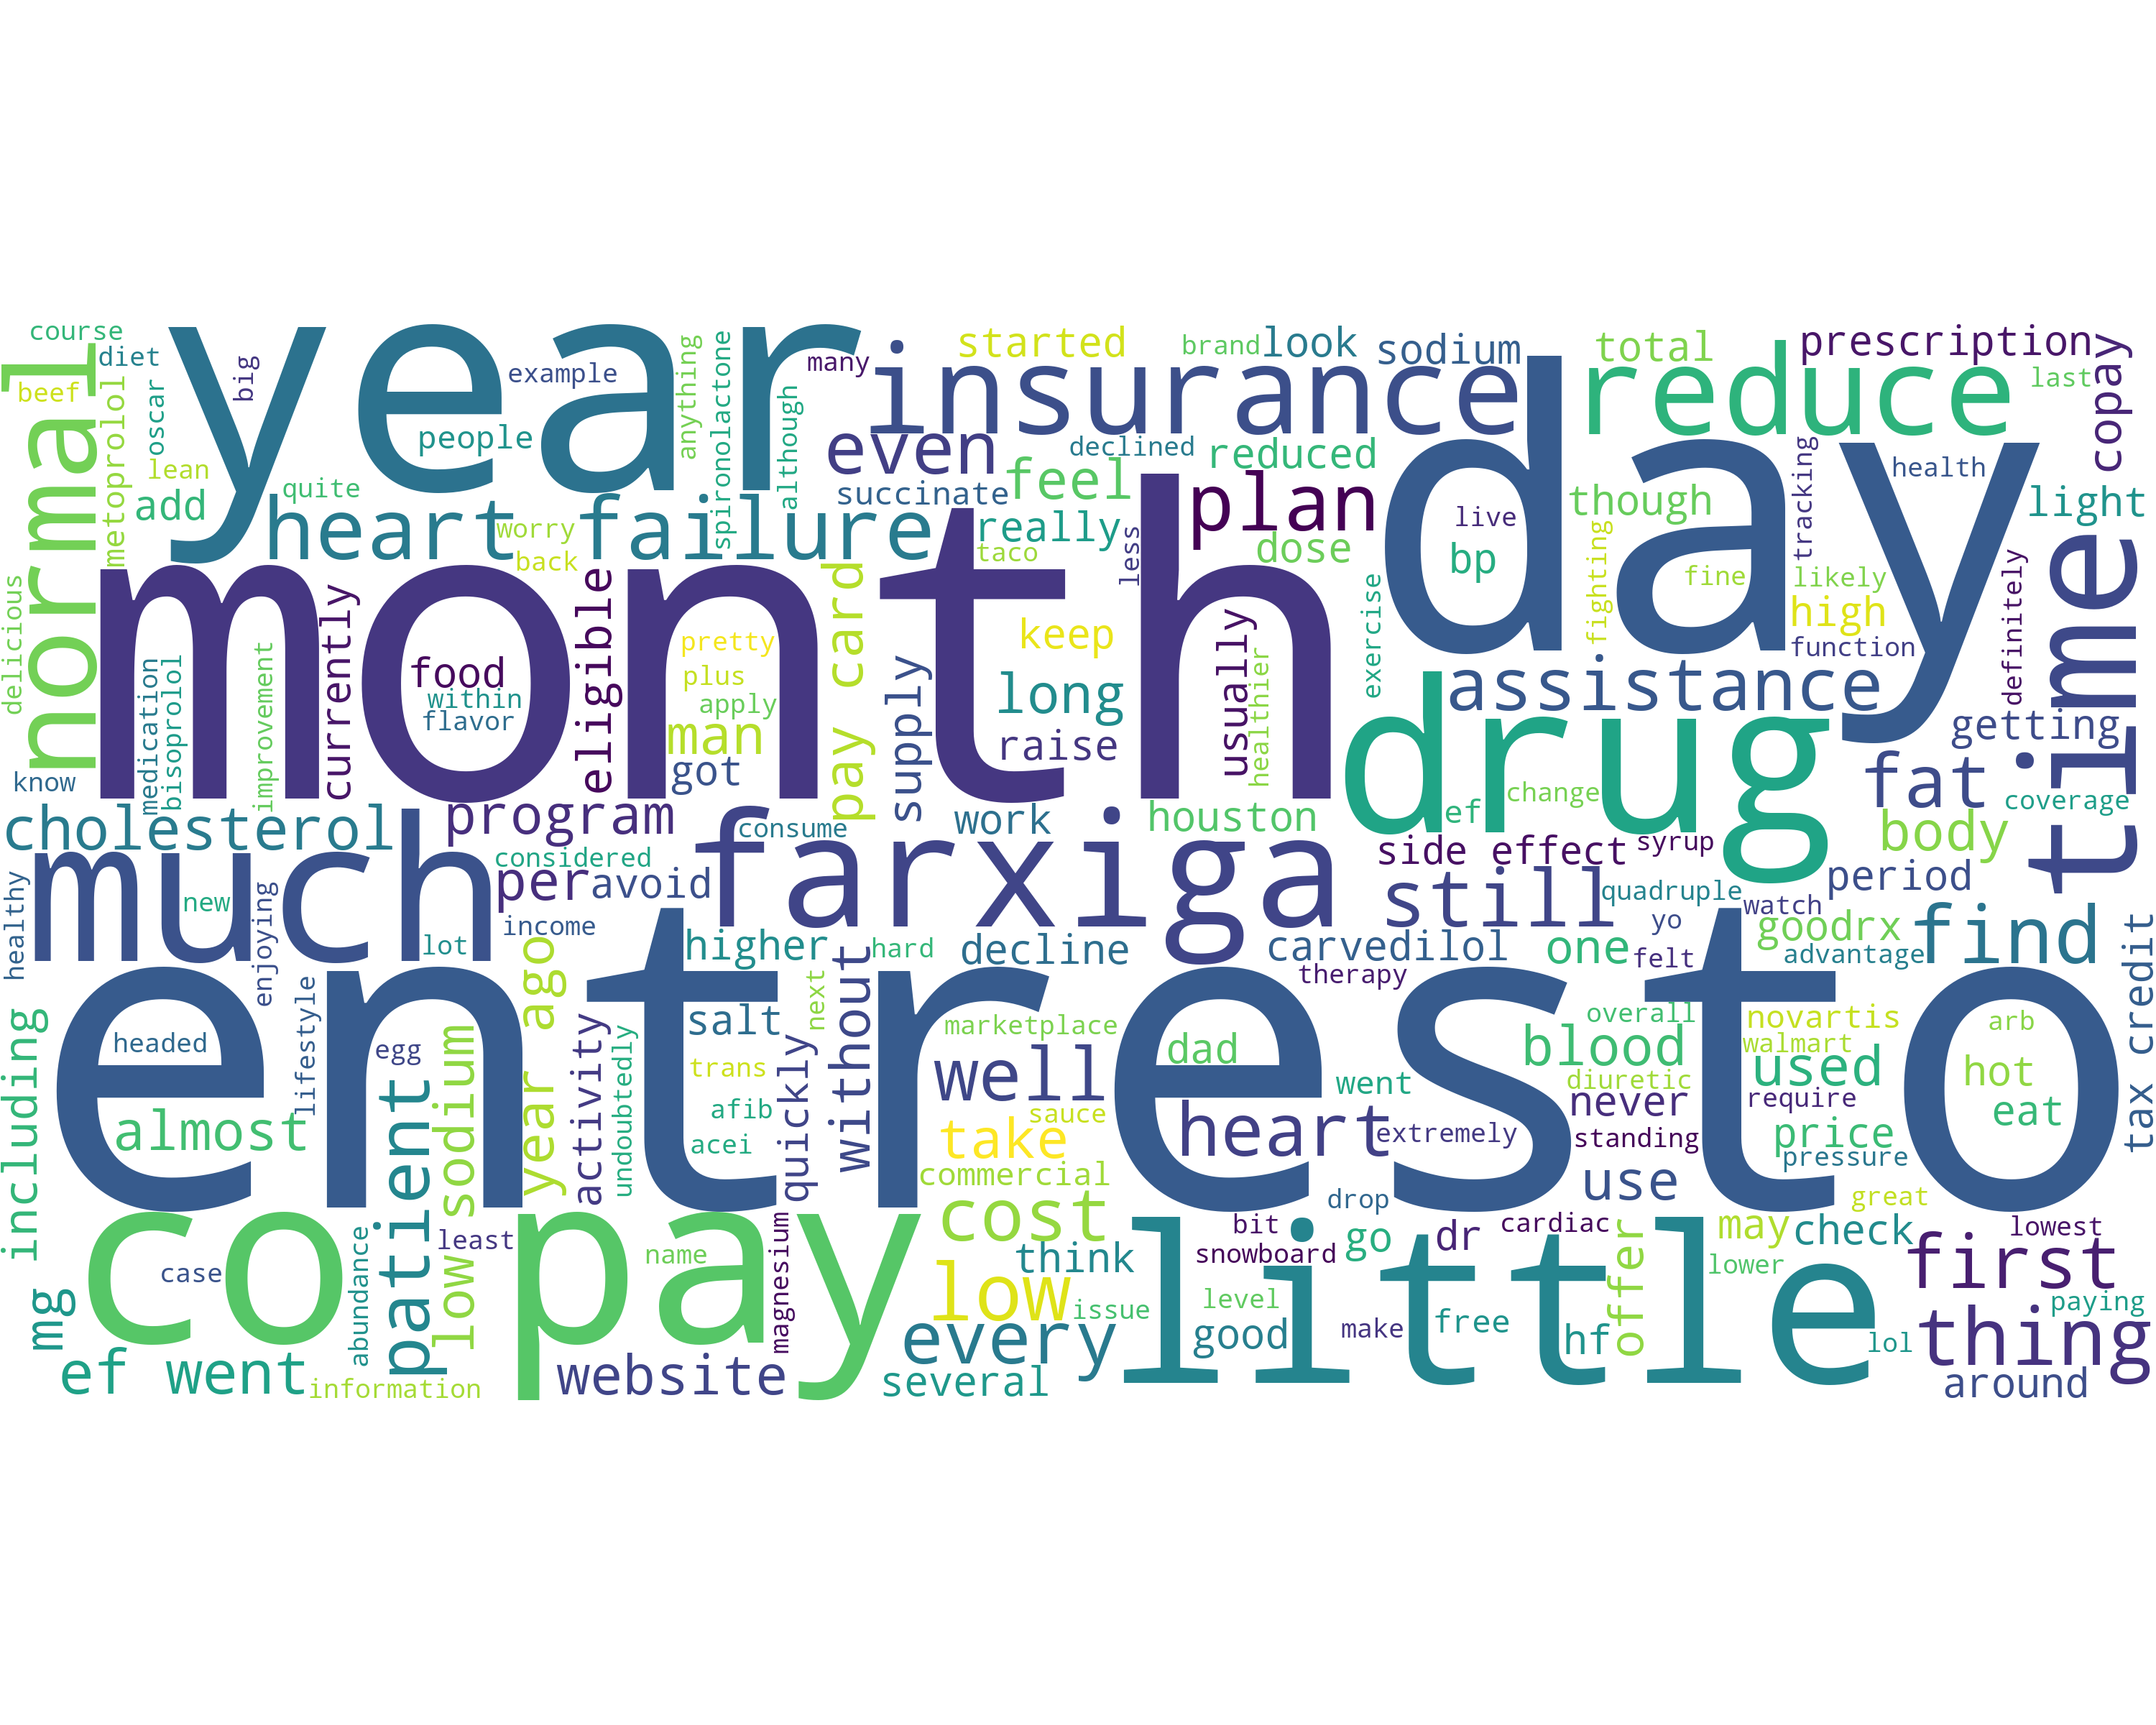 course
diet
beef
normal
metoprolol
oscar
big
lean
add
year
example
people
quite
anything
spironolactone
although
many
started
brand
look
sodium
insurance
total
prescription
reduce
last
copay
even
declined
reduced
succinate
feel
really
taco
less
plan
dose
day
live
bp
though
fighting
fine
tracking
likely
high
function
health
light
definitely
time
heart failure
worry
back
delicious
month
know
medication
bisoprolol
improvement
currently
food
within
flavor
eligible
pretty
plus
apply
man
got
pay card
supply
keep
long
raise
usually
healthier
exercise
drug
assistance
getting
fat
coverage
body
period
change
ef
cholesterol
program
consume
considered
work
houston
side effect
syrup
much
farxiga
per
avoid
income
still
quadruple
yo
watch
goodrx
find
advantage
healthy
new
enjoying
lot
year ago
higher
hard
decline
carvedilol
therapy
one
felt
tax credit
entresto
headed
lifestyle
egg
almost
including
patient
low sodium
activity
undoubtedly
salt
trans
afib
acei
next
quickly
without
marketplace
well
sauce
take
commercial
dad
heart
went
extremely
overall
blood
diuretic
never
standing
use
novartis
walmart
used
require
price
pressure
great
arb
hot
eat
mg
co pay
case
abundance
least
name
magnesium
cost
think
low
issue
every
several
website
ef went
information
little
bit
snowboard
level
good
drop
go
make
dr
free
cardiac
hf
offer
may
check
lower
lol
lowest
first
paying
thing
around